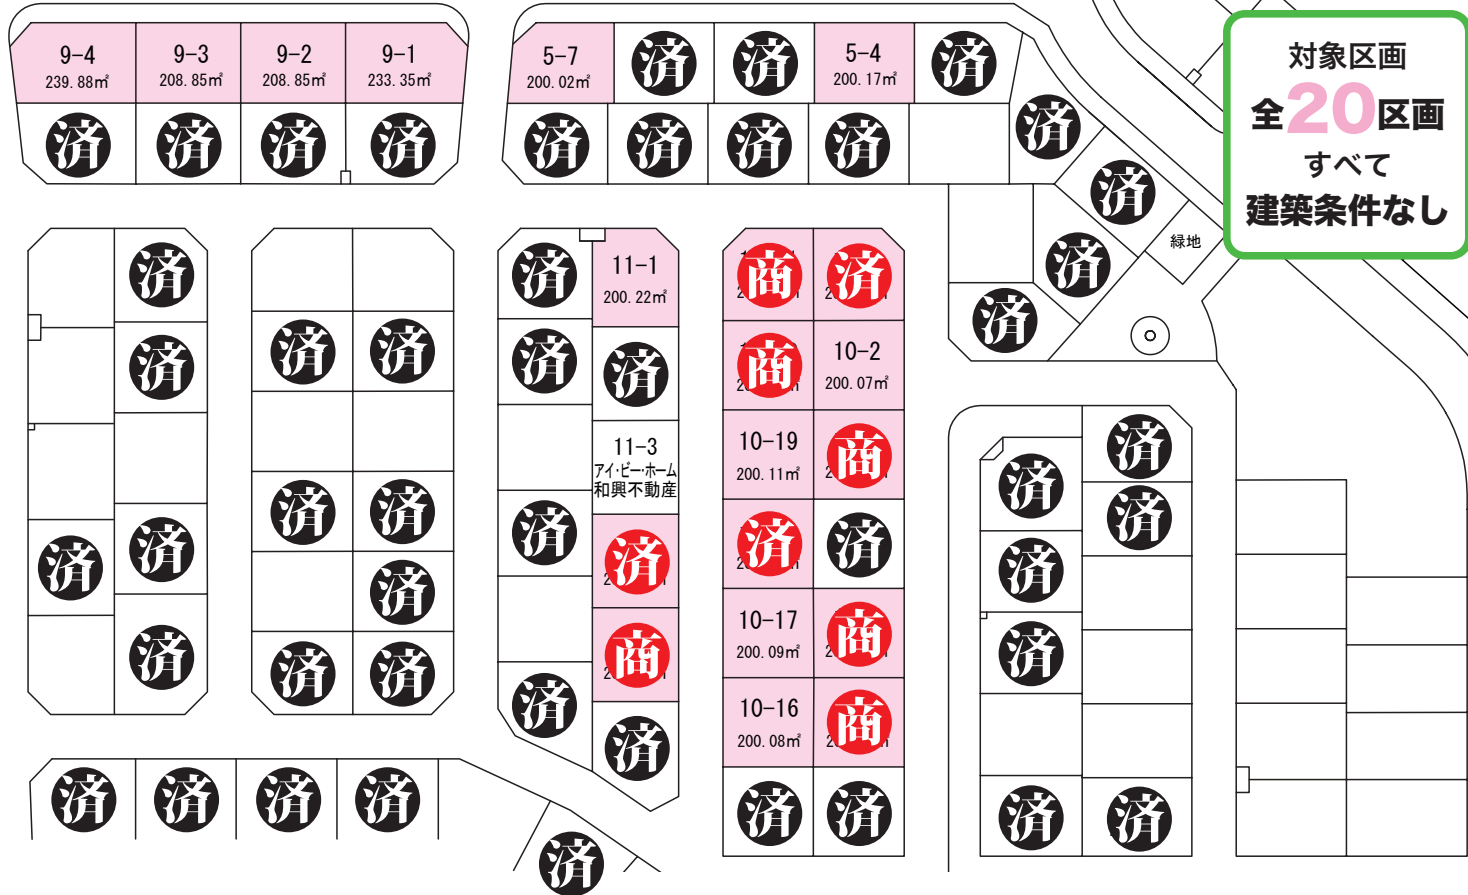 9-4
239.88㎡
9-3
208.85㎡
9-2
208.85㎡
9-1
233.35㎡
5-7
200.02㎡
済
済
5-4
200.17㎡
済
対象区画
全20区画
すべて
建築条件なし
済
済
済
済
済
済
済
済
済
済
済
緑地
済
済
済
済
済
済
済
11-1
200.22㎡
済
済
11-3
アイ・ビー・ホーム
和興不動産
済
済
商
済
済
済
済
済
済
済
済
済
済
済
済
商
済
商
10-2
200.07㎡
10-19
200.11㎡
商
済
済
10-17
200.09㎡
商
10-16
200.08㎡
商
済
済
済
済
済
済
済
済
済
済
済
済
済
済